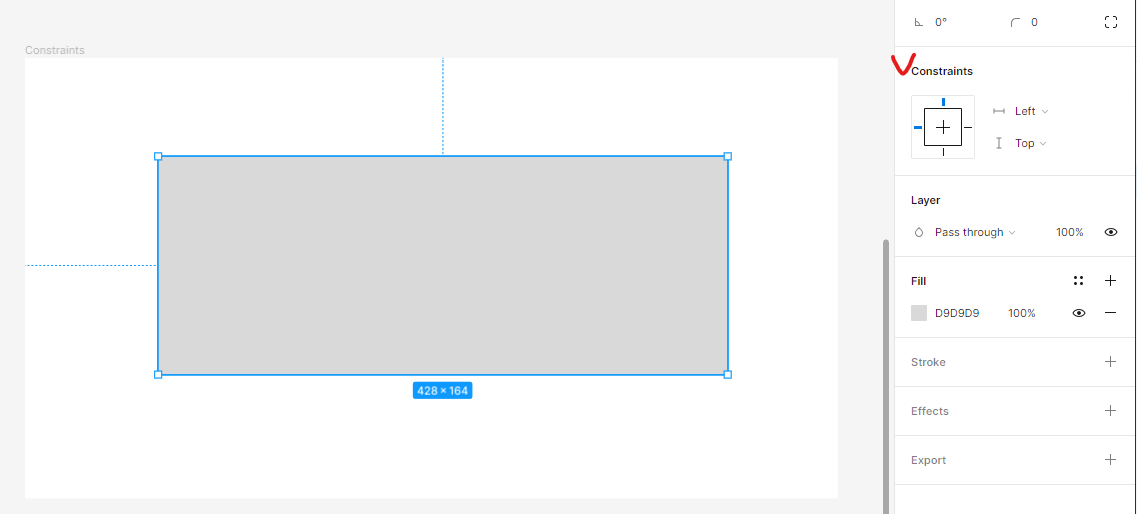 0° 0
Constraints
Constraints
Left
Top
Layer
Pass through 100%
Fill
D9D9D9 100%
Stroke
428 × 164
Effects
Export